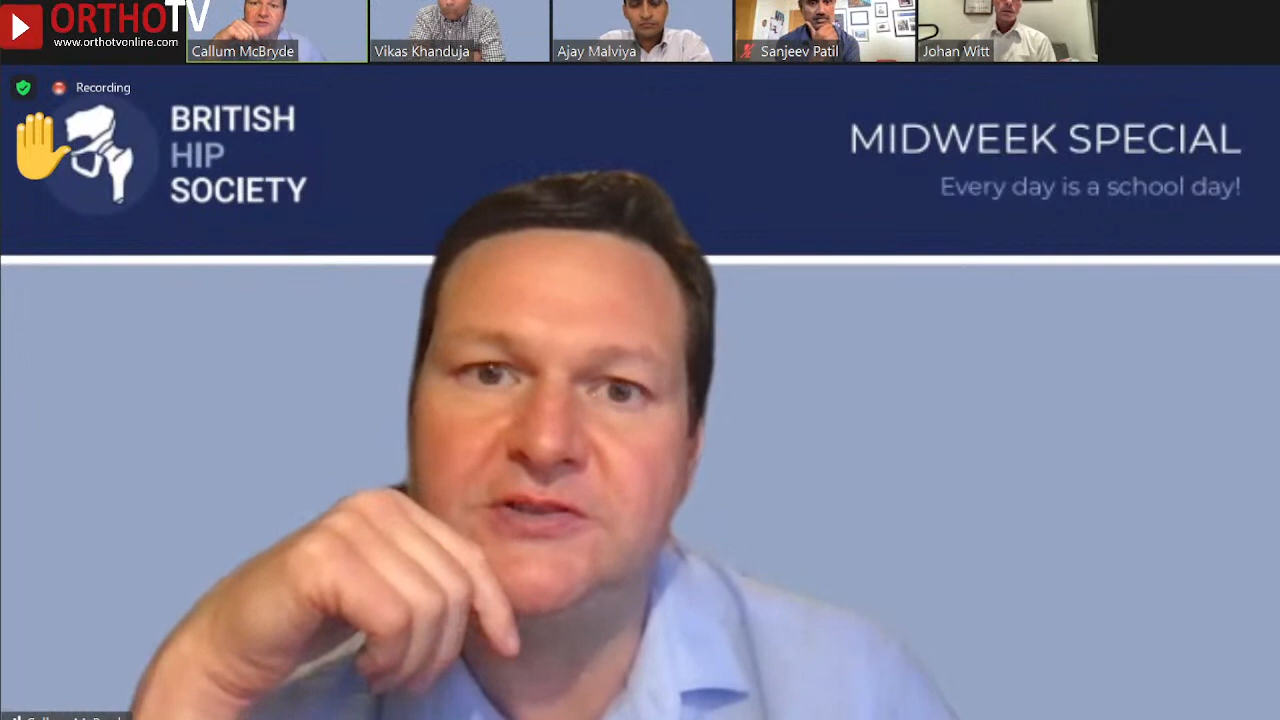 ORTHOTV
www.orthotvonline.com
Callum McBryde
Vikas Khanduja
Ajay Malviya
Sanjeev Patil
Johan Witt
Recording
BRITISH
HIP
SOCIETY
MIDWEEK SPECIAL
Every day is a school day!